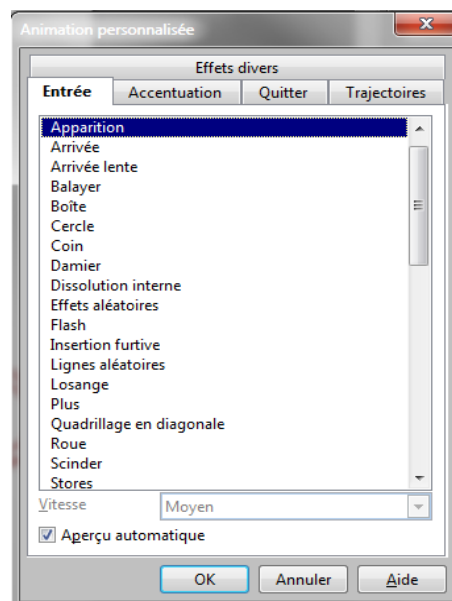 Animation personnalisée
Effets divers
Entrée Accentuation Quitter Trajectoires
Apparition
Arrivée
Arrivée lente
Balayer
Boîte
Cercle
Coin
Damier
Dissolution interne
Effets aléatoires
Flash
Insertion furtive
Lignes aléatoires
Losange
Plus
Quadrillage en diagonale
Roue
Scinder
Stores
Vitesse Moyen
Aperçu automatique
OK Annuler Aide